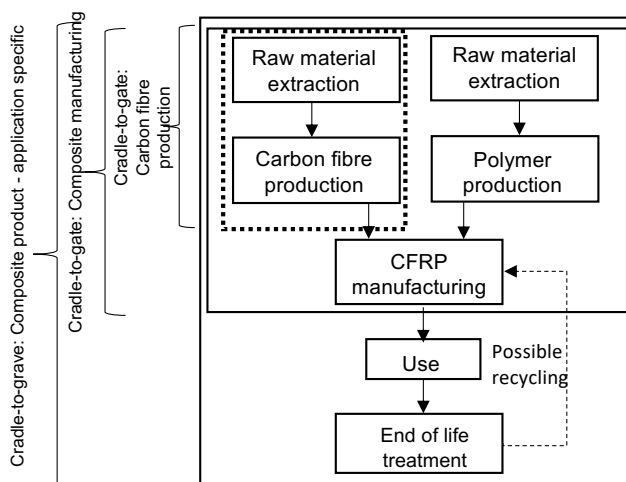 Cradle-to-grave: Composite product - application specific
Cradle-to-gate: Composite manufacturing
Cradle-to-gate:
Carbon fibre
production
Raw material
extraction
Raw material
extraction
Carbon fibre
production
Polymer
production
CFRP
manufacturing
Use
Possible
recycling
End of life
treatment